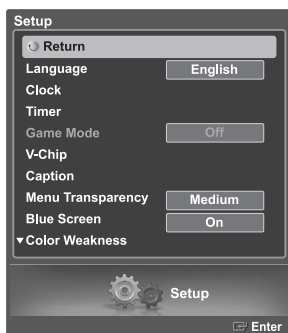 Setup
Return
Language English
Clock
Timer
Game Mode Off
V-Chip
Caption
Menu Transparency Medium
Blue Screen On
▼Color Weakness
Setup
Enter